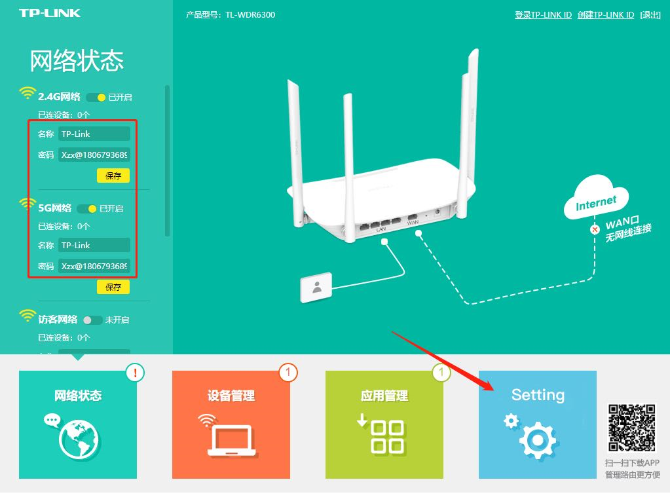 TP-LINK
产品型号：TL-WDR6300
登录TP-LINK ID 创建TP-LINK ID [退出]
网络状态
2.4G网络 已开启
已连设备：0个
名称 TP-Link
密码 Xzx@1806793689
保存
5G网络 已开启
已连设备：0个
名称 TP-Link
密码 Xzx@1806793689
保存
访客网络 未开启
已连设备：0个
LAN WAN
Internet
WAN口
无网线连接
网络状态 !
设备管理 1
应用管理 1
Setting
扫一扫下载APP
管理路由更方便